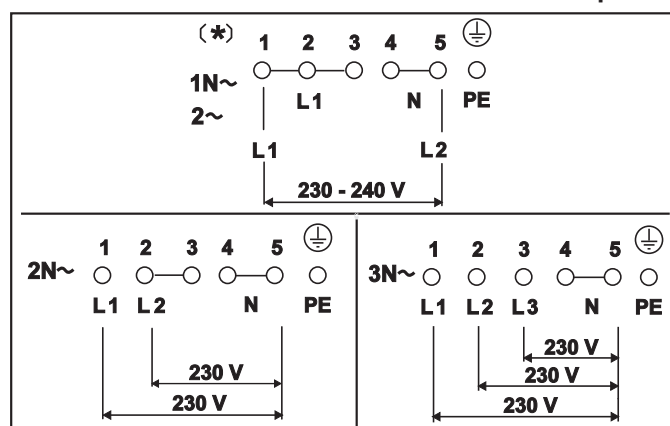 (*) 1 2 3 4 5
1N~ L1 N PE
2~
L1 L2
230 - 240 V
1 2 3 4 5
2N~
L1 L2 N PE
230 V
230 V
1 2 3 4 5
3N~
L1 L2 L3 N PE
230 V
230 V
230 V